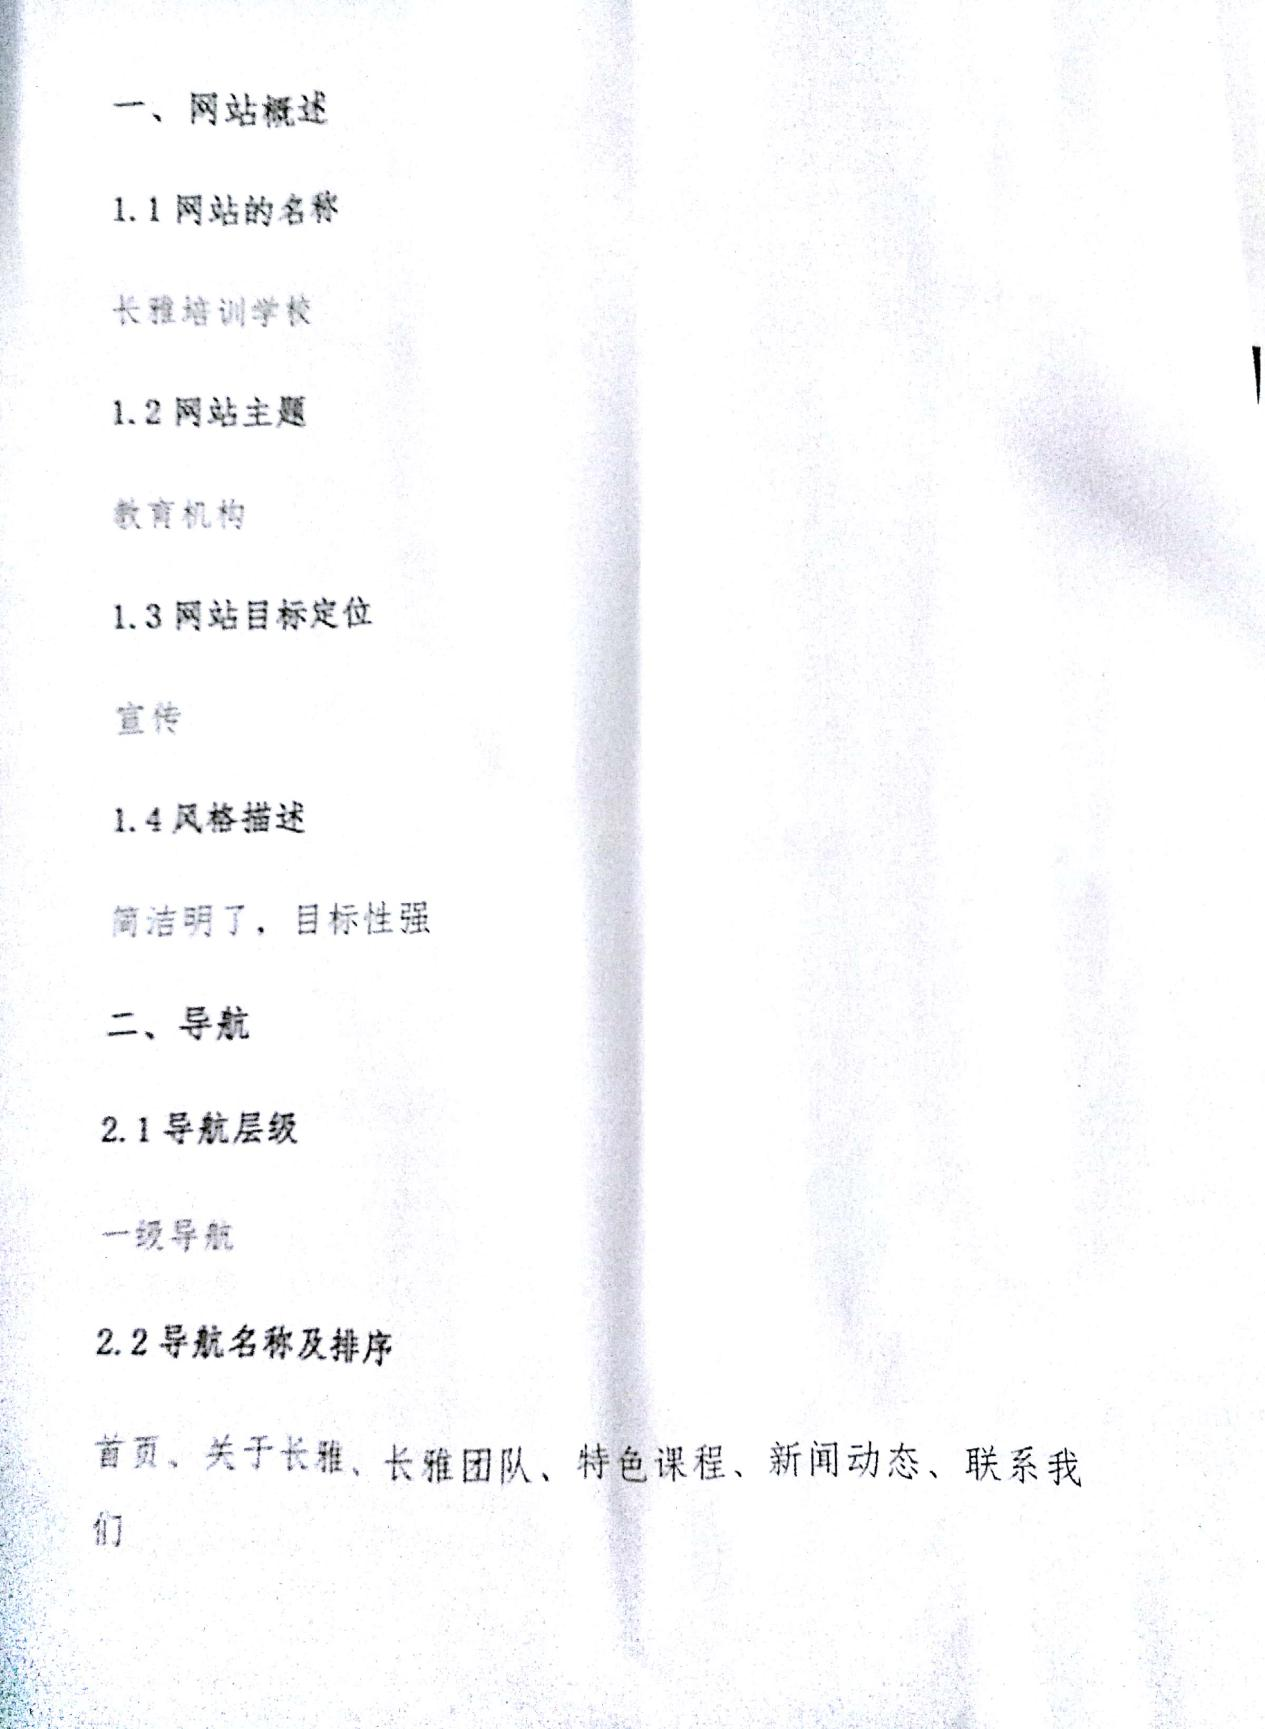 一、网站概述
1.1 网站的名称
长雅培训学校
1.2 网站主题
教育机构
1.3 网站目标定位
宣传
1.4 风格描述
简洁明了，目标性强
二、导航
2.1 导航层级
一级导航
2.2 导航名称及排序
首页、关于长雅、长雅团队、特色课程、新闻动态、联系我
们